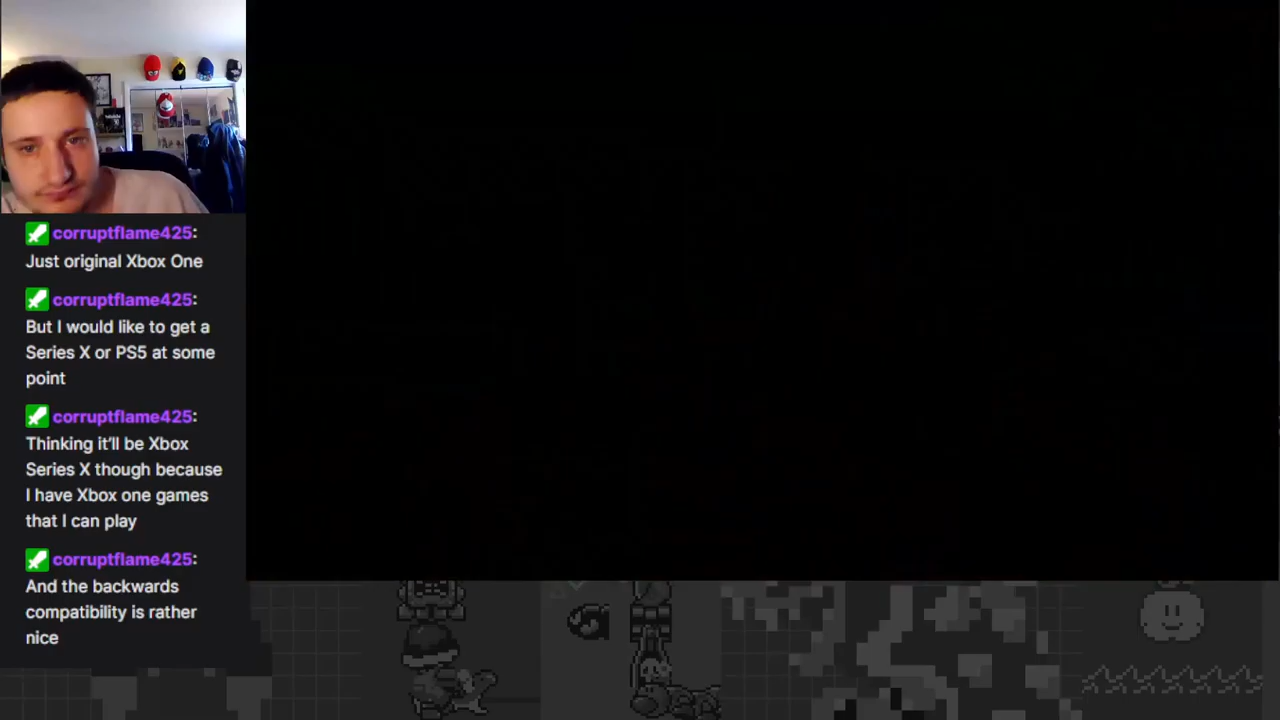 corruptflame425:
Just original Xbox One
corruptflame425:
But I would like to get a
Series X or PS5 at some
point
corruptflame425:
Thinking it'll be Xbox
Series X though because
I have Xbox one games
that I can play
corruptflame425:
And the backwards
compatibility is rather
nice